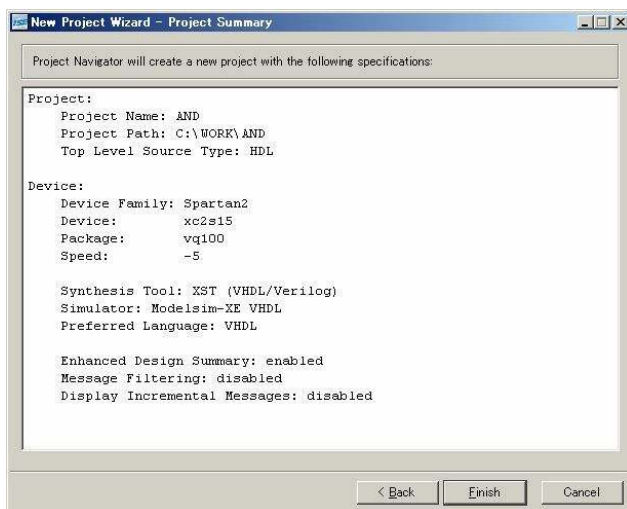 New Project Wizard - Project Summary
Project Navigator will create a new project with the following specifications:
Project:
Project Name: AND
Project Path: C:\WORK\AND
Top Level Source Type: HDL
Device:
Device Family: Spartan2
Device: xc2s15
Package: vq100
Speed: -5
Synthesis Tool: XST (VHDL/Verilog)
Simulator: Modelsim-XE VHDL
Preferred Language: VHDL
Enhanced Design Summary: enabled
Message Filtering: disabled
Display Incremental Messages: disabled
< Back Finish Cancel